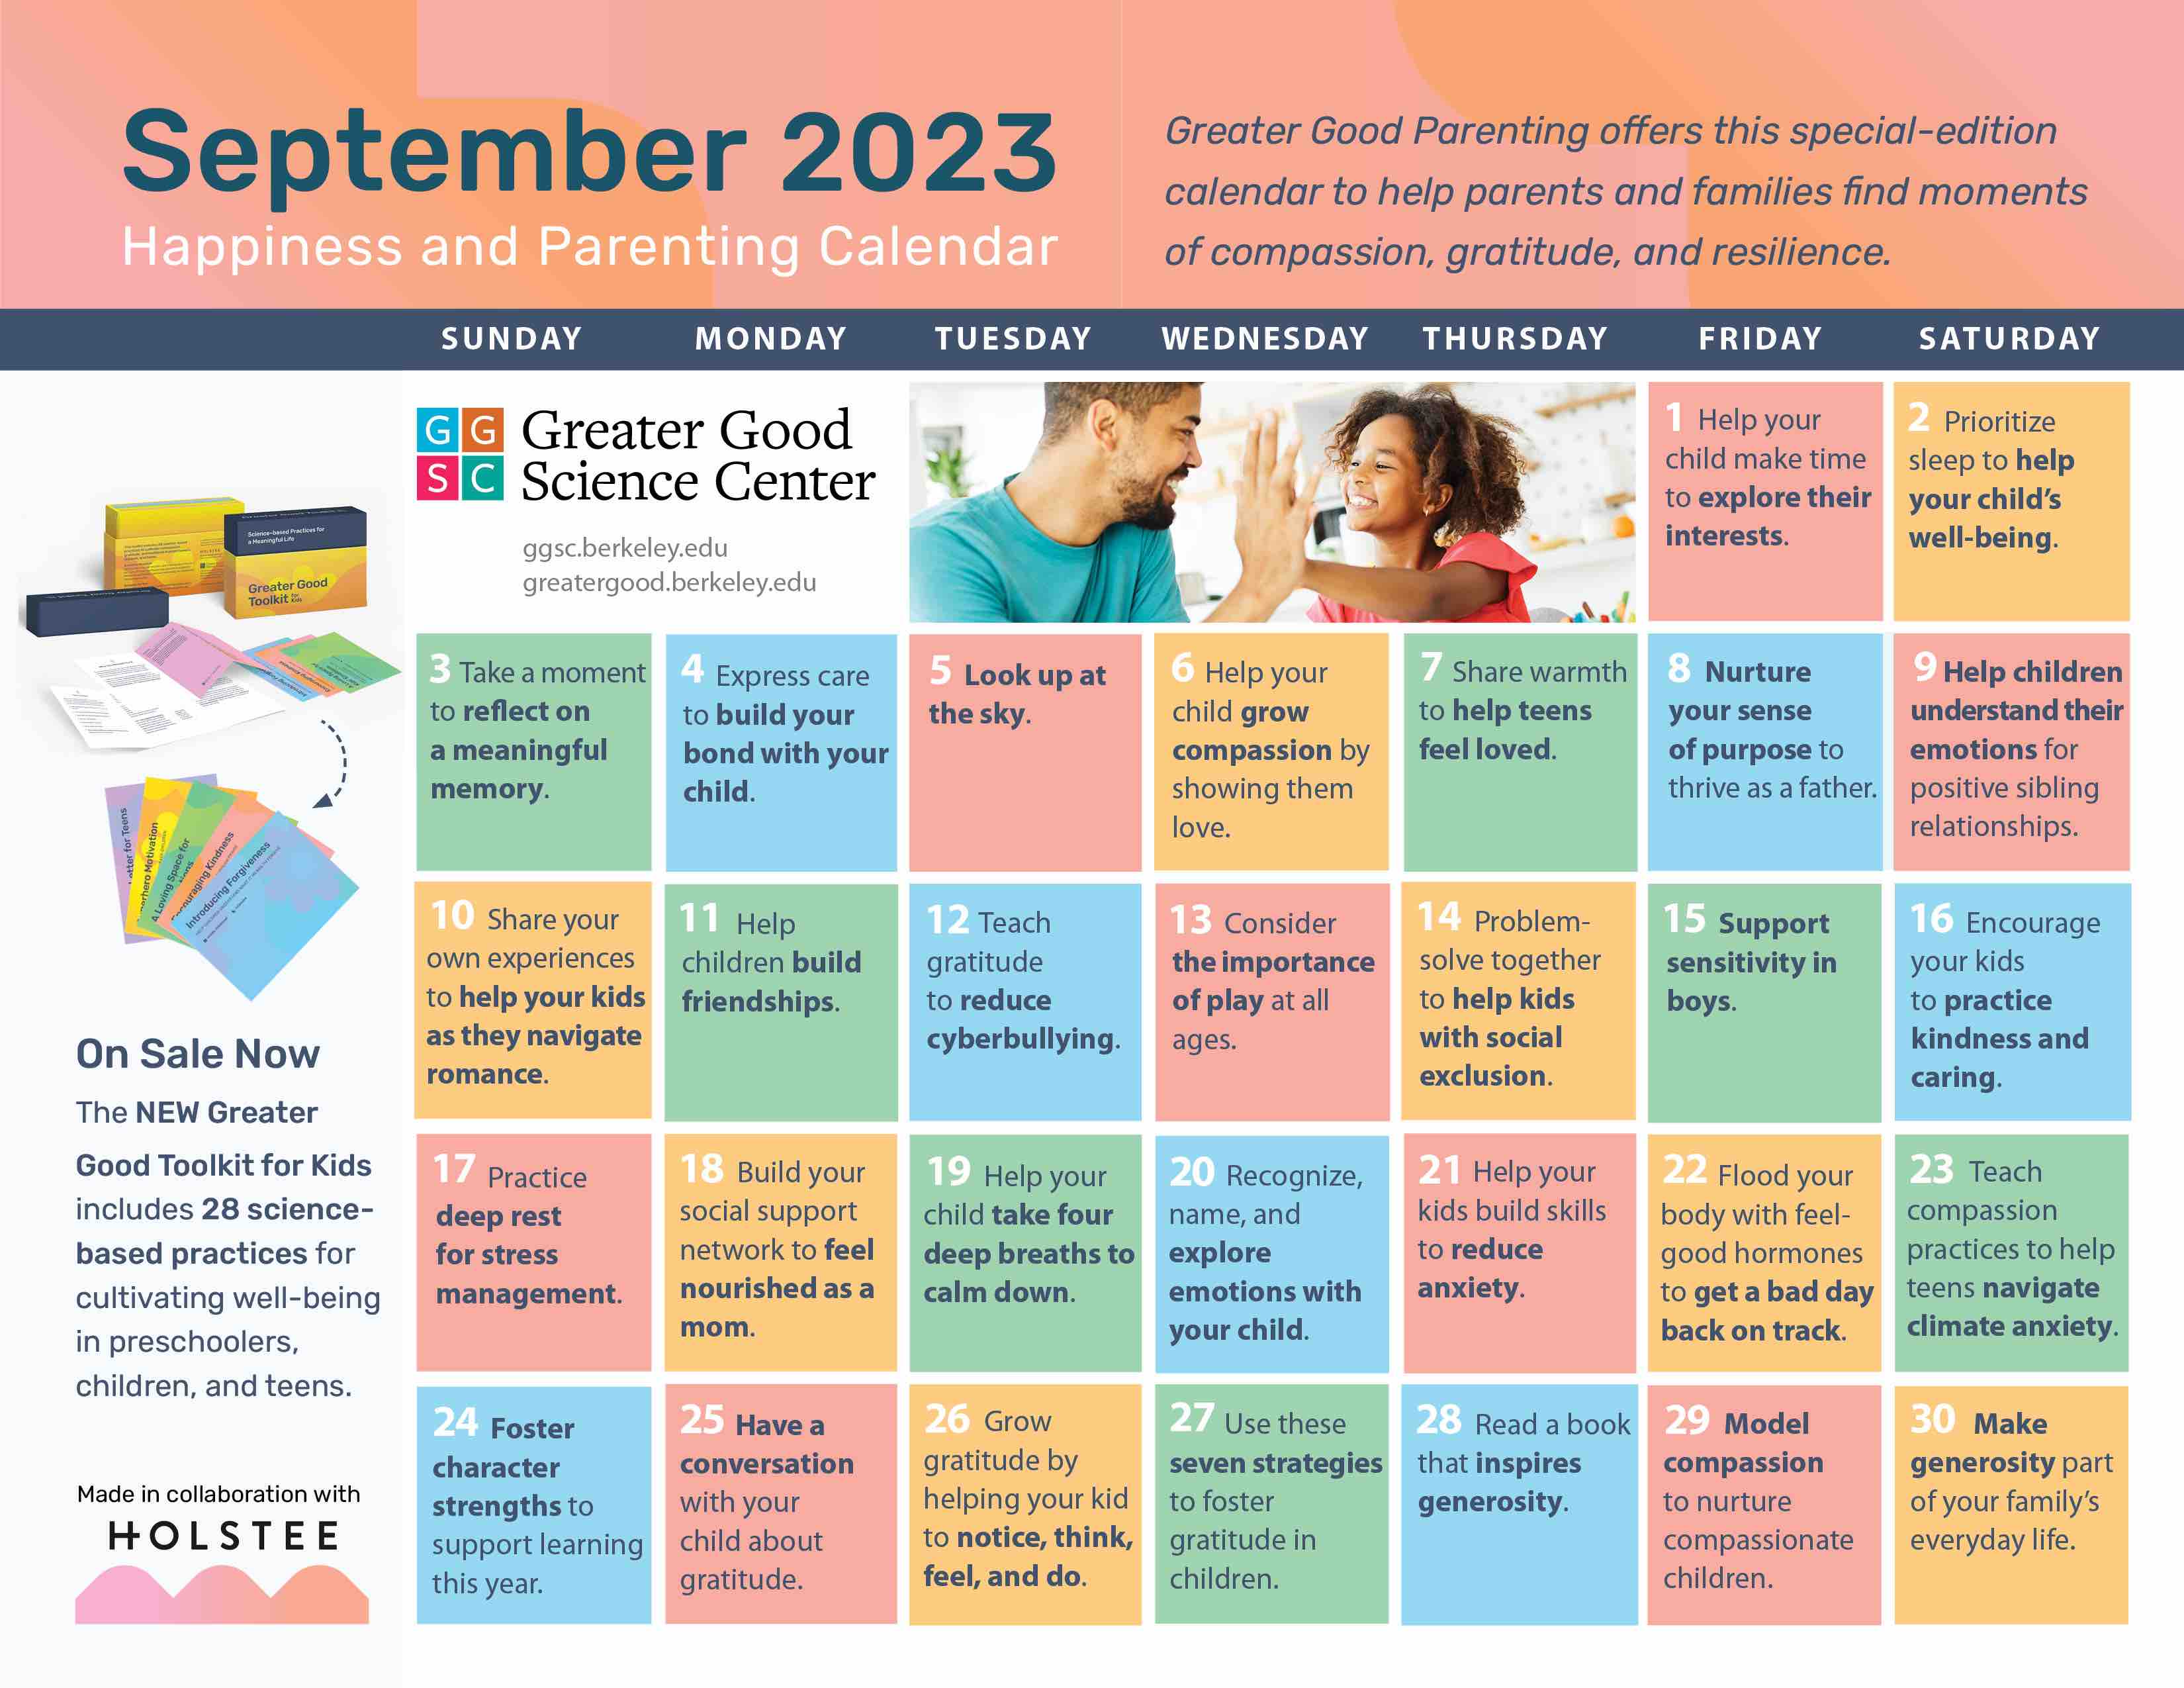 September 2023
Happiness and Parenting Calendar
Greater Good Parenting offers this special-edition
calendar to help parents and families find moments
of compassion, gratitude, and resilience.
SUNDAY MONDAY TUESDAY WEDNESDAY THURSDAY FRIDAY SATURDAY
G G
S C
Greater Good
Science Center
ggsc.berkeley.edu
greatergood.berkeley.edu
1 Help your
child make time
to explore their
interests.
2 Prioritize
sleep to help
your child's
well-being.
3 Take a moment
to reflect on
a meaningful
memory.
4 Express care
to build your
bond with your
child.
5 Look up at
the sky.
6 Help your
child grow
compassion by
showing them
love.
7 Share warmth
to help teens
feel loved.
8 Nurture
your sense
of purpose to
thrive as a father.
9 Help children
understand their
emotions for
positive sibling
relationships.
10 Share your
own experiences
to help your kids
as they navigate
romance.
11 Help
children build
friendships.
12 Teach
gratitude
to reduce
cyberbullying.
13 Consider
the importance
of play at all
ages.
14 Problem-
solve together
to help kids
with social
exclusion.
15 Support
sensitivity in
boys.
16 Encourage
your kids
to practice
kindness and
caring.
17 Practice
deep rest
for stress
management.
18 Build your
social support
network to feel
nourished as a
mom.
19 Help your
child take four
deep breaths to
calm down.
20 Recognize,
name, and
explore
emotions with
your child.
21 Help your
kids build skills
to reduce
anxiety.
22 Flood your
body with feel-
good hormones
to get a bad day
back on track.
23 Teach
compassion
practices to help
teens navigate
climate anxiety.
24 Foster
character
strengths to
support learning
this year.
25 Have a
conversation
with your
child about
gratitude.
26 Grow
gratitude by
helping your kid
to notice, think,
feel, and do.
27 Use these
seven strategies
to foster
gratitude in
children.
28 Read a book
that inspires
generosity.
29 Model
compassion
to nurture
compassionate
children.
30 Make
generosity part
of your family's
everyday life.
Science-based Practices for
a Meaningful Life
Greater Good
Toolkit for Kids
for Teens
Motivation
A Loving Space for
Kindness
Introducing Forgiveness
On Sale Now
The NEW Greater
Good Toolkit for Kids
includes 28 science-
based practices for
cultivating well-being
in preschoolers,
children, and teens.
Made in collaboration with
HOLSTEE